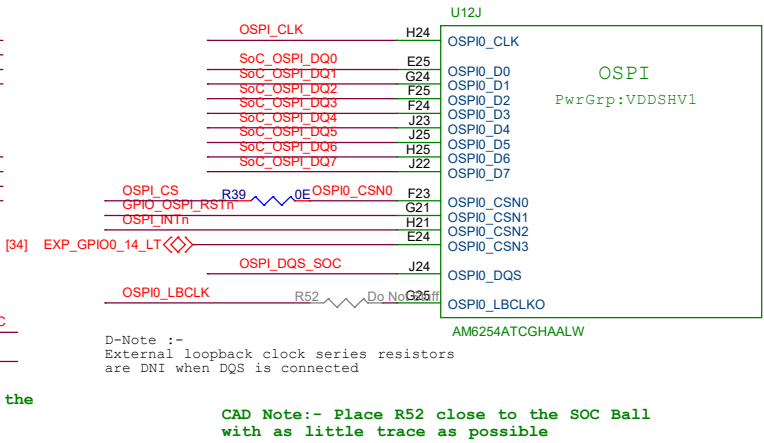 U12J
OSPI_CLK H24 OSPI0_CLK
SoC_OSPI_DQ0 E25 OSPI0_D0
SoC_OSPI_DQ1 G24 OSPI0_D1
SoC_OSPI_DQ2 F25 OSPI0_D2
SoC_OSPI_DQ3 F24 OSPI0_D3
SoC_OSPI_DQ4 J23 OSPI0_D4
SoC_OSPI_DQ5 J25 OSPI0_D5
SoC_OSPI_DQ6 H25 OSPI0_D6
SoC_OSPI_DQ7 J22 OSPI0_D7
OSPI
PwrGrp:VDDSHV1
OSPI_CS R39 0E OSPI0_CSN0 F23 OSPI0_CSN0
GPIO_OSPI_RSTn G21 OSPI0_CSN1
OSPI_INTn H21 OSPI0_CSN2
[34] EXP_GPIO0_14_LT E24 OSPI0_CSN3
OSPI_DQS_SOC J24 OSPI0_DQS
OSPI0_LBCLK R52 Do Not Stuff G25 OSPI0_LBCLKO
AM6254ATCGHAALW
C
D-Note :-
External loopback clock series resistors
are DNI when DQS is connected
the
CAD Note:- Place R52 close to the SOC Ball
with as little trace as possible